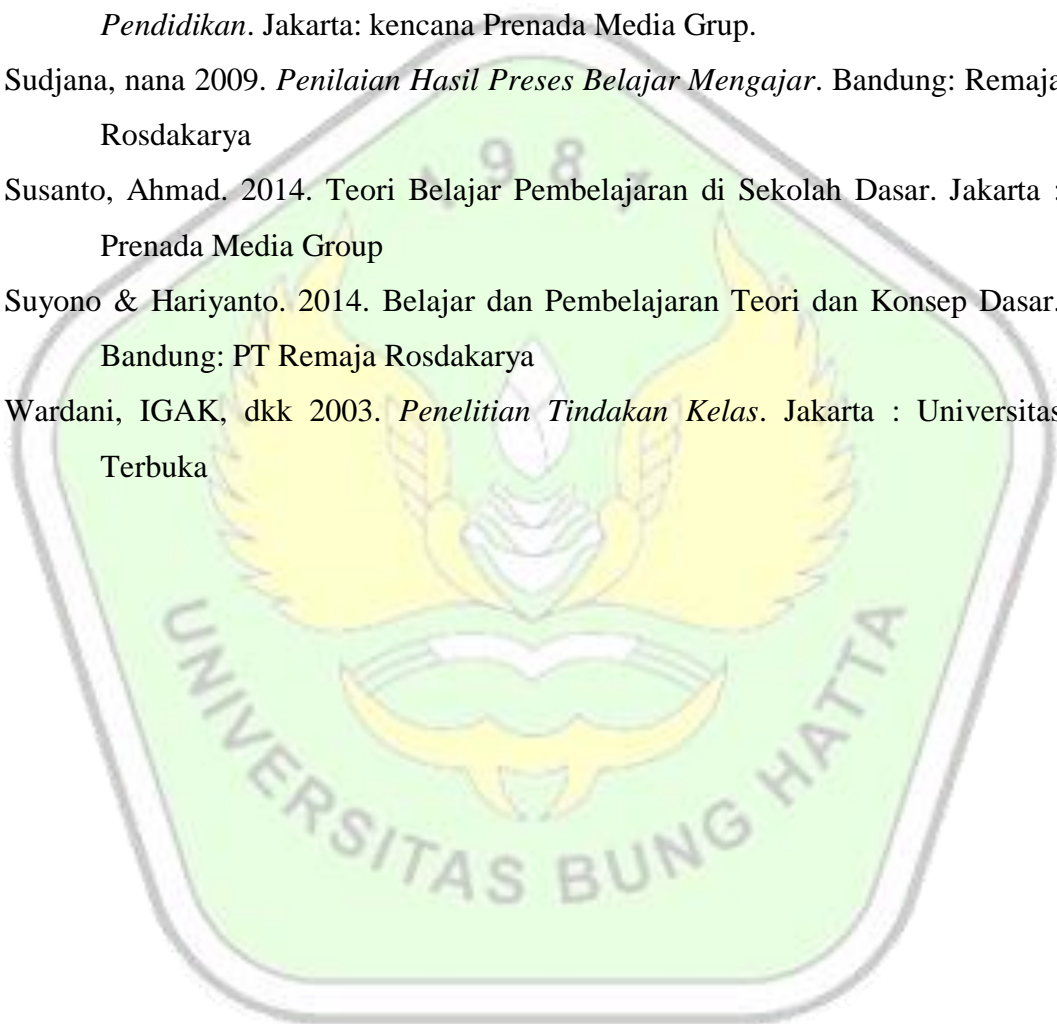 Pendidikan. Jakarta: kencana Prenada Media Grup.
Sudjana, nana 2009. Penilaian Hasil Preses Belajar Mengajar. Bandung: Remaja
Rosdakarya
Susanto, Ahmad. 2014. Teori Belajar Pembelajaran di Sekolah Dasar. Jakarta :
Prenada Media Group
Suyono & Hariyanto. 2014. Belajar dan Pembelajaran Teori dan Konsep Dasar.
Bandung: PT Remaja Rosdakarya
Wardani, IGAK, dkk 2003. Penelitian Tindakan Kelas. Jakarta : Universitas
Terbuka
1981
UNIVERSITAS BUNG HATTA